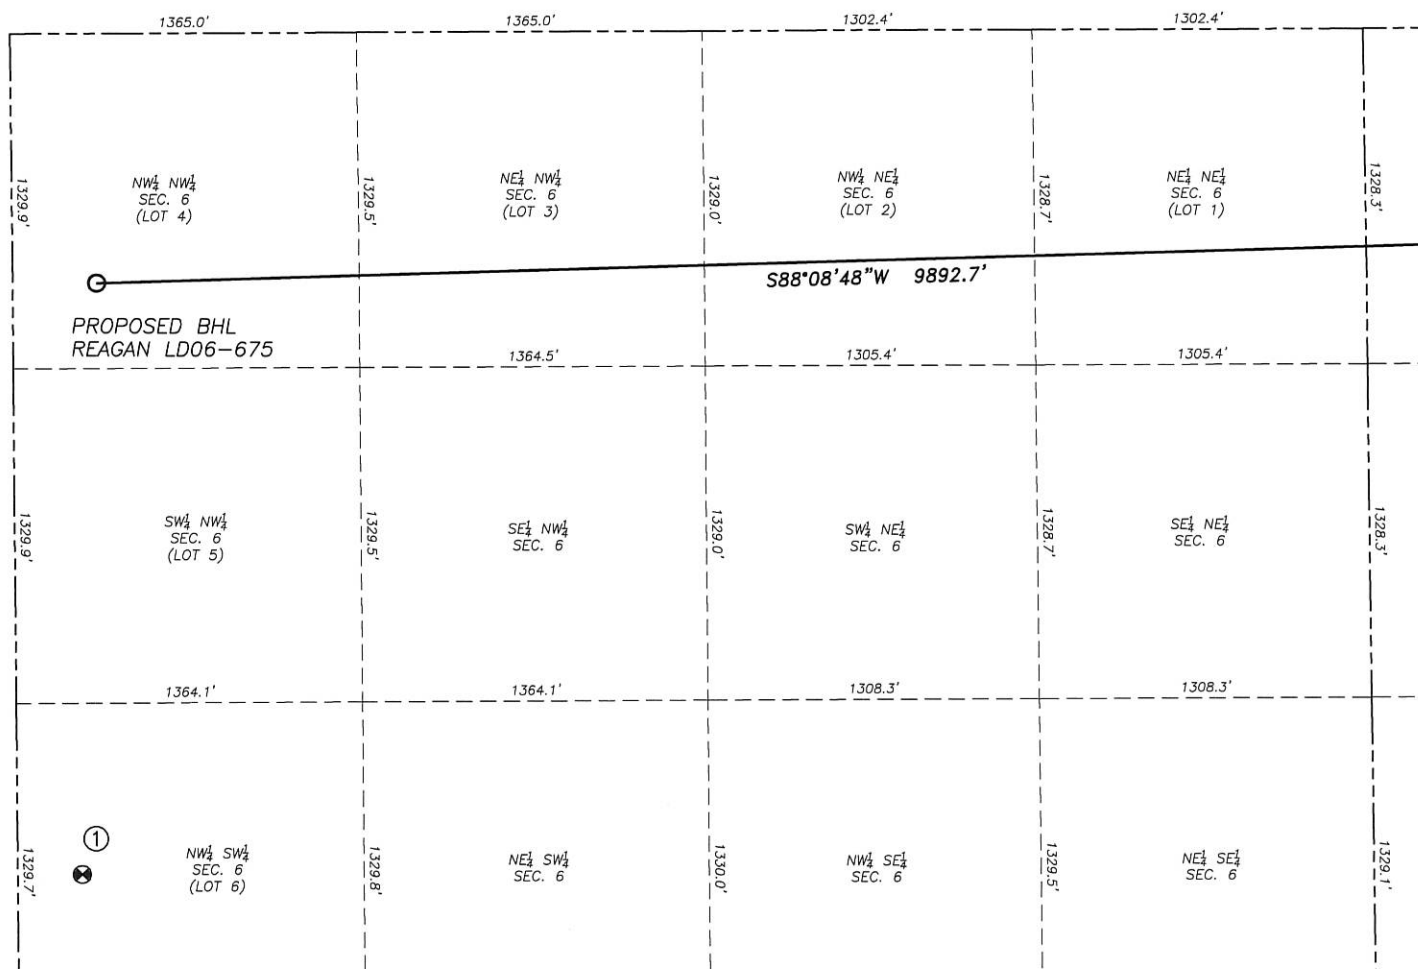 1365.0' 1365.0' 1302.4' 1302.4'
NW¼ NW¼
SEC. 6
(LOT 4)
NE¼ NW¼
SEC. 6
(LOT 3)
NW¼ NE¼
SEC. 6
(LOT 2)
NE¼ NE¼
SEC. 6
(LOT 1)
1329.9' 1329.5' 1329.0' 1328.7' 1328.3'
S88°08'48"W 9892.7'
PROPOSED BHL
REAGAN LD06-675
1364.5' 1305.4' 1305.4'
SW¼ NW¼
SEC. 6
(LOT 5)
SE¼ NW¼
SEC. 6
SW¼ NE¼
SEC. 6
SE¼ NE¼
SEC. 6
1329.9' 1329.5' 1329.0' 1328.7' 1328.3'
1364.1' 1364.1' 1308.3' 1308.3'
1
NW¼ SW¼
SEC. 6
(LOT 6)
NE¼ SW¼
SEC. 6
NW¼ SE¼
SEC. 6
NE¼ SE¼
SEC. 6
1329.7' 1329.8' 1330.0' 1329.5' 1329.1'